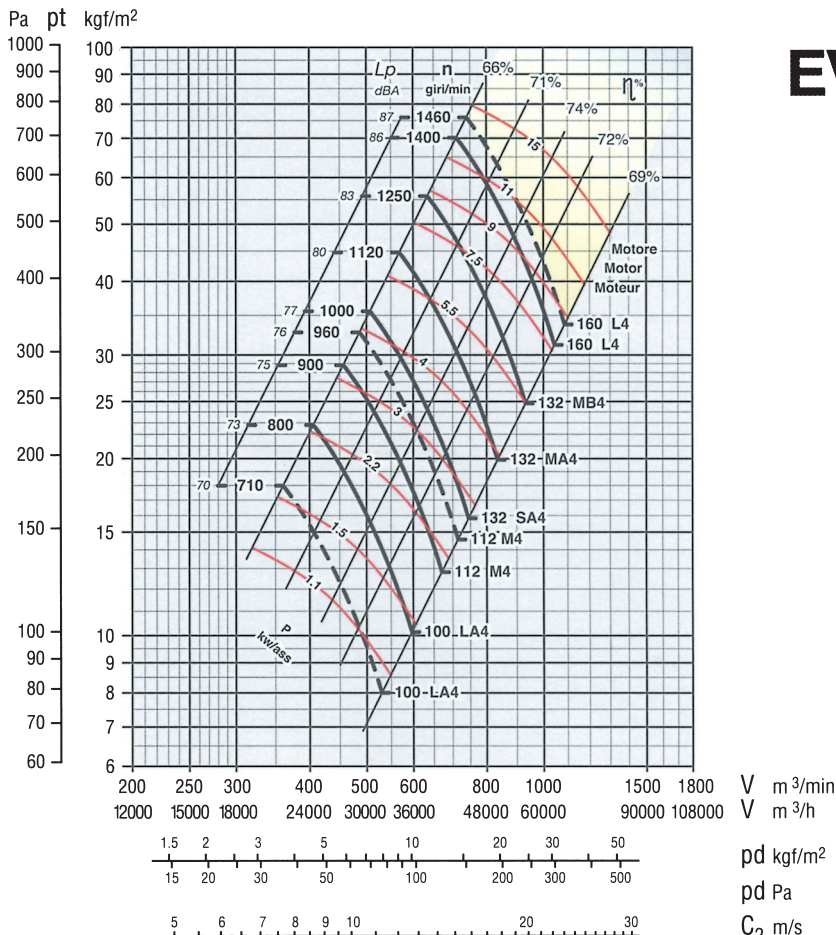 Pa pt kgf/m2
EV
1000 100
900 90
800 80
700 70
600 60
500 50
400 40
300 30
250 25
200 20
150 15
100 10
90 9
80 8
70 7
60 6
Lp n 66% 71% 74% 72% 69% η%
dBA giri/min
87 1460
86 1400
83 1250
80 1120
77 1000
76 960
75 900
73 800
70 710
15
11
9
7.5
5.5
4
3
2.2
1.5
1.1
P
kw/ass
Motore
Motor
Moteur
160 L4
160 L4
132 MB4
132 MA4
132 SA4
112 M4
112 M4
100 LA4
100-LA4
200 250 300 400 500 600 800 1000 1500 1800 V m³/min
12000 15000 18000 24000 30000 36000 48000 60000 90000 108000 V m³/h
1.5 2 3 5 10 20 30 50 pd kgf/m2
15 20 30 50 100 200 300 500 pd Pa
5 6 7 8 9 10 20 30 C2 m/s